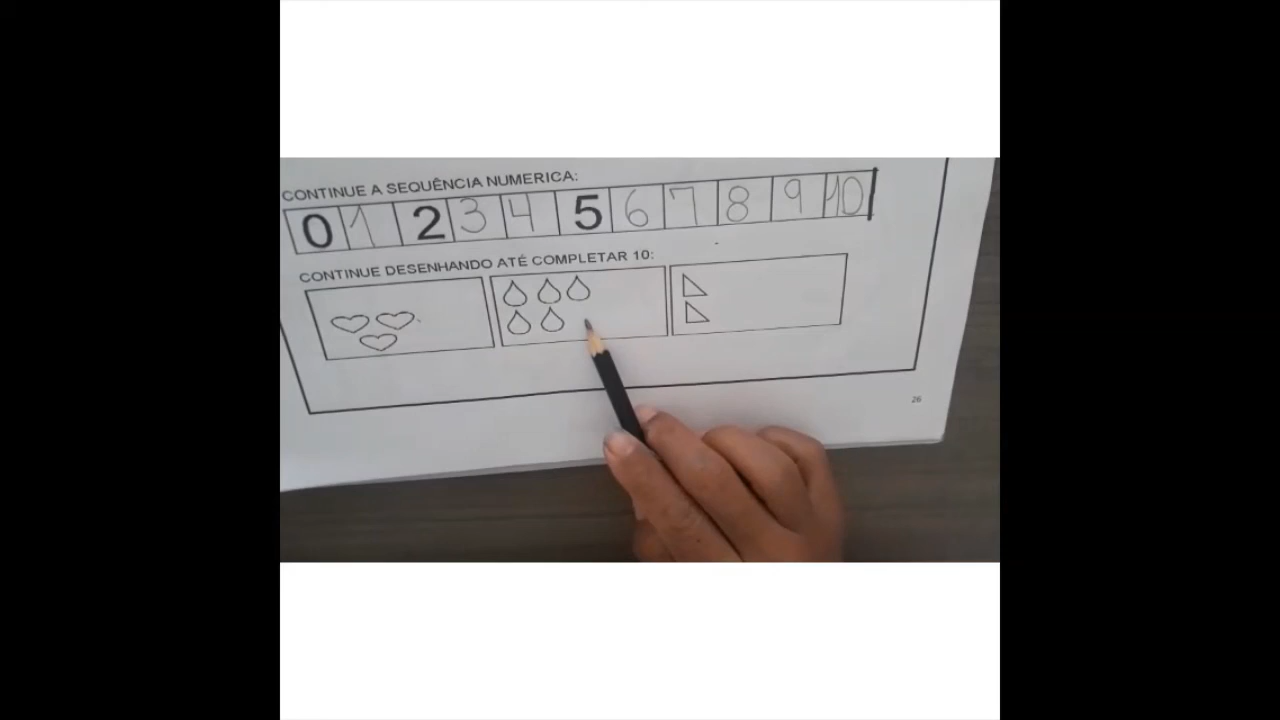 CONTINUE A SEQUÊNCIA NUMERICA:
0 1 2 3 4 5 6 7 8 9 10
CONTINUE DESENHANDO ATÉ COMPLETAR 10:
26